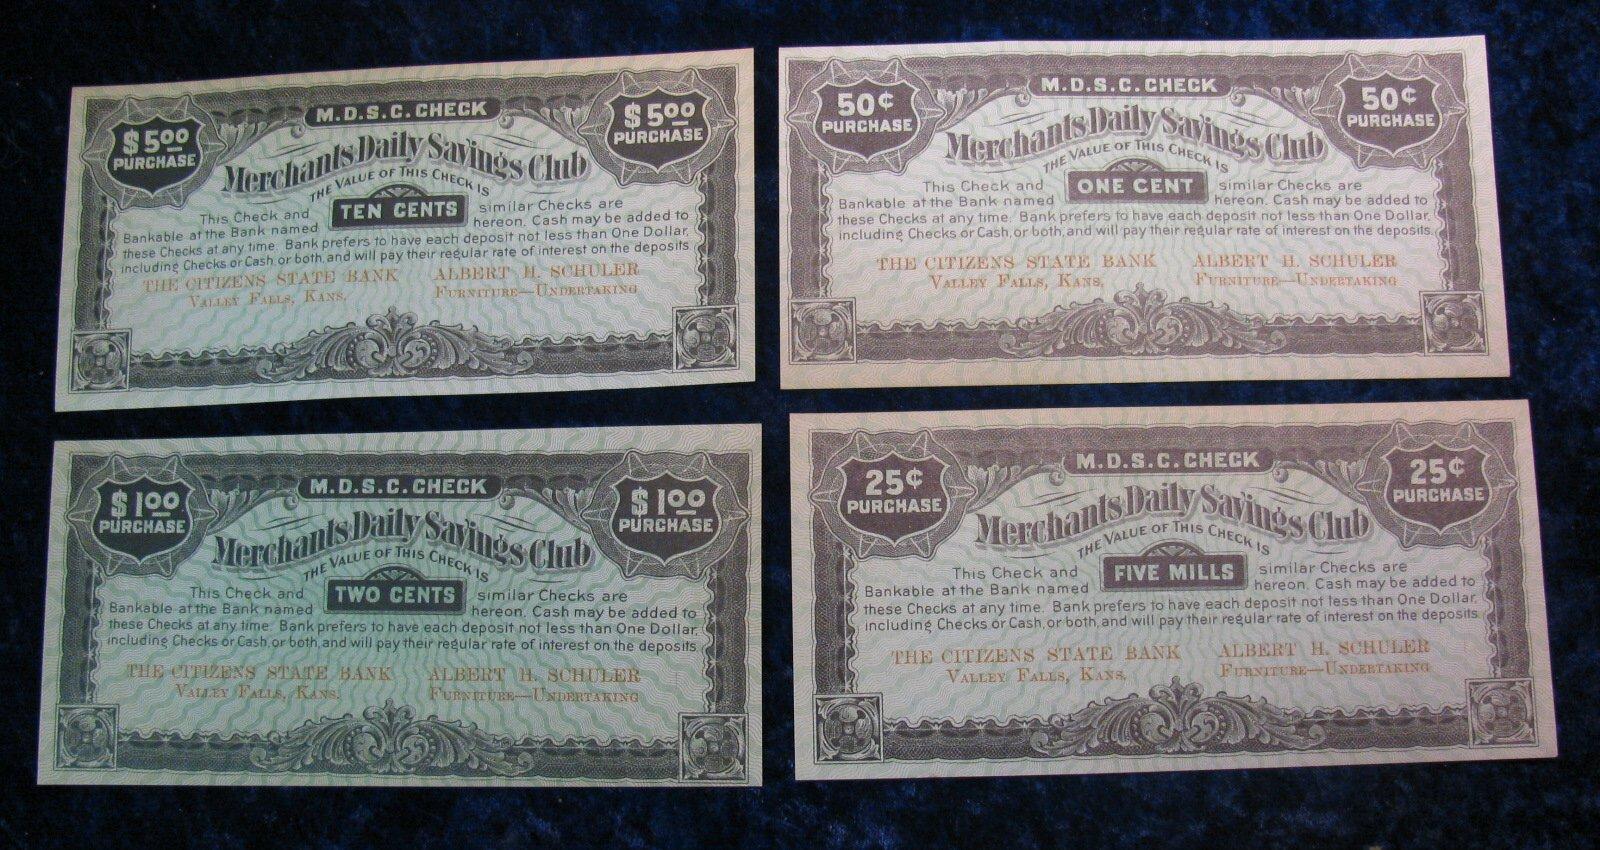 M.D.S.C. CHECK
$5.00 PURCHASE
$5.00 PURCHASE
Merchants Daily Savings Club
THE VALUE OF THIS CHECK IS
TEN CENTS
This Check and similar Checks are
Bankable at the Bank named hereon. Cash may be added to
these Checks at any time. Bank prefers to have each deposit not less than One Dollar,
including Checks or Cash, or both, and will pay their regular rate of interest on the deposits
THE CITIZENS STATE BANK
VALLEY FALLS, KANS.
ALBERT H. SCHULER
FURNITURE—UNDERTAKING
M.D.S.C. CHECK
50¢ PURCHASE
50¢ PURCHASE
Merchants Daily Savings Club
THE VALUE OF THIS CHECK IS
ONE CENT
This Check and similar Checks are
Bankable at the Bank named hereon. Cash may be added to
these Checks at any time. Bank prefers to have each deposit not less than One Dollar,
including Checks or Cash, or both, and will pay their regular rate of interest on the deposits.
THE CITIZENS STATE BANK
VALLEY FALLS, KANS.
ALBERT H. SCHULER
FURNITURE—UNDERTAKING
M.D.S.C. CHECK
$1.00 PURCHASE
$1.00 PURCHASE
Merchants Daily Savings Club
THE VALUE OF THIS CHECK IS
TWO CENTS
This Check and similar Checks are
Bankable at the Bank named hereon. Cash may be added to
these Checks at any time. Bank prefers to have each deposit not less than One Dollar,
including Checks or Cash, or both, and will pay their regular rate of interest on the deposits
THE CITIZENS STATE BANK
VALLEY FALLS, KANS.
ALBERT H. SCHULER
FURNITURE—UNDERTAKING
M.D.S.C. CHECK
25¢ PURCHASE
25¢ PURCHASE
Merchants Daily Savings Club
THE VALUE OF THIS CHECK IS
FIVE MILLS
This Check and similar Checks are
Bankable at the Bank named hereon. Cash may be added to
these Checks at any time. Bank prefers to have each deposit not less than One Dollar,
including Checks or Cash, or both, and will pay their regular rate of interest on the deposits
THE CITIZENS STATE BANK
VALLEY FALLS, KANS.
ALBERT H. SCHULER
FURNITURE—UNDERTAKING